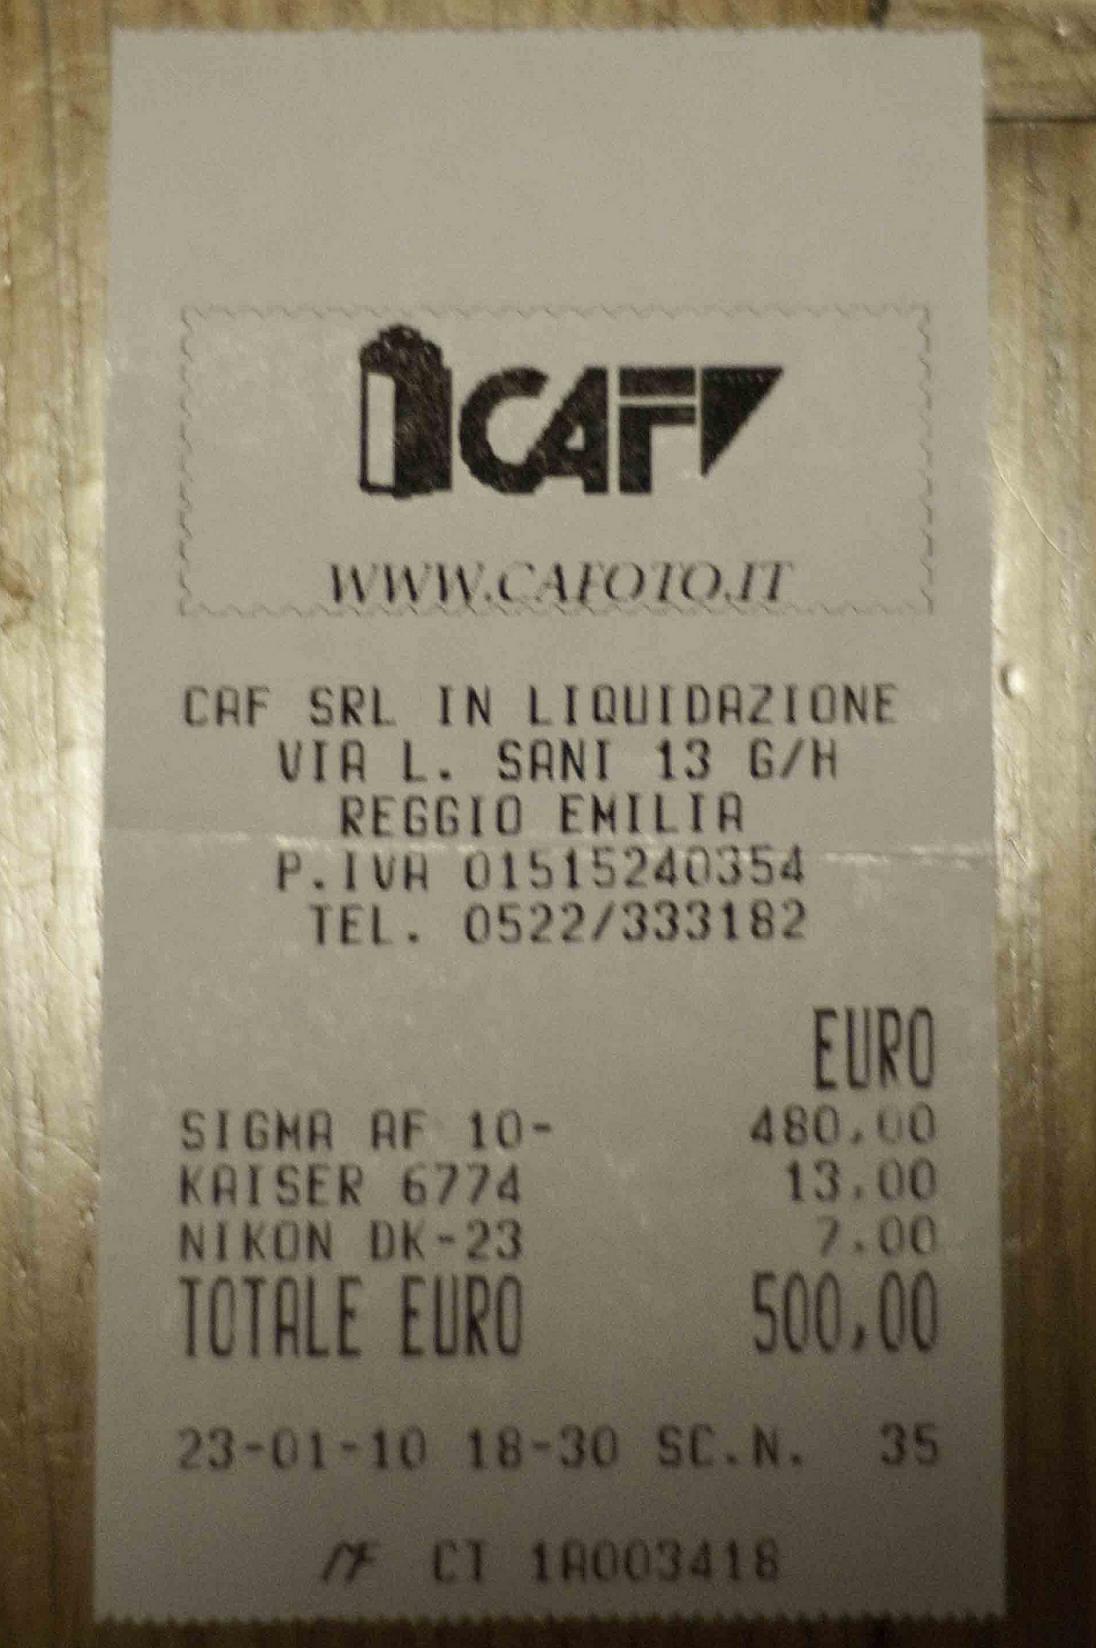 CAF
WWW.CAFOTO.IT
CAF SRL IN LIQUIDAZIONE
VIA L. SANI 13 G/H
REGGIO EMILIA
P.IVA 01515240354
TEL. 0522/333182
EURO
SIGMA AF 10- 480,00
KAISER 6774 13,00
NIKON DK-23 7,00
TOTALE EURO 500,00
23-01-10 18-30 SC.N. 35
MF CT 1A003418